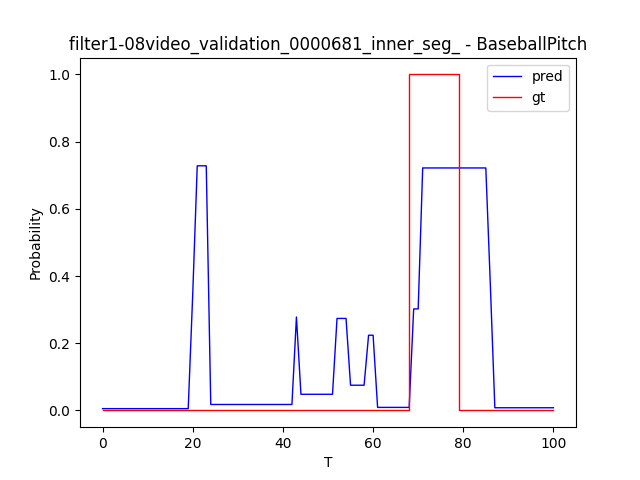 filter1-08video_validation_0000681_inner_seg_ - BaseballPitch
pred
gt
1.0
0.8
0.6
0.4
0.2
0.0
Probability
0
20
40
60
80
100
T